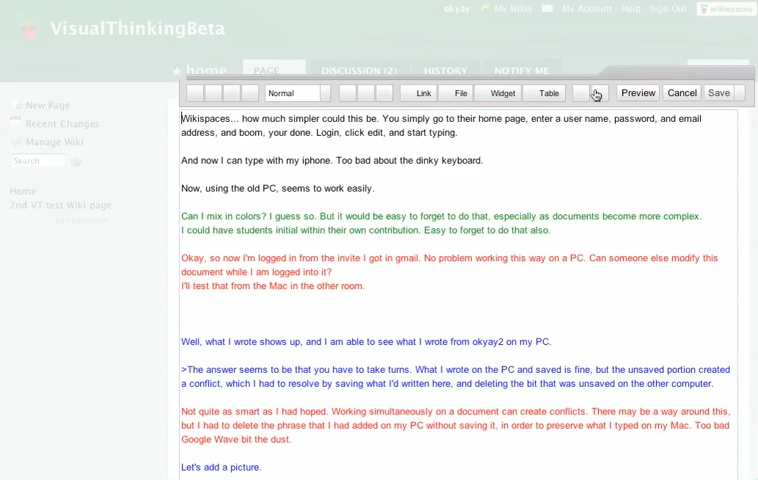 okyay My Wikis My Account Help Sign Out wikispaces
VisualThinkingBeta
home PAGE DISCUSSION (2) HISTORY NOTIFY ME
Normal Link File Widget Table Preview Cancel Save
New Page
Recent Changes
Manage Wiki
Search
Home
2nd VT test Wiki page
Wikispaces... how much simpler could this be. You simply go to their home page, enter a user name, password, and email
address, and boom, your done. Login, click edit, and start typing.
And now I can type with my iphone. Too bad about the dinky keyboard.
Now, using the old PC, seems to work easily.
Can I mix in colors? I guess so. But it would be easy to forget to do that, especially as documents become more complex.
I could have students initial within their own contribution. Easy to forget to do that also.
Okay, so now I'm logged in from the invite I got in gmail. No problem working this way on a PC. Can someone else modify this
document while I am logged into it?
I'll test that from the Mac in the other room.
Well, what I wrote shows up, and I am able to see what I wrote from okyay2 on my PC.
>The answer seems to be that you have to take turns. What I wrote on the PC and saved is fine, but the unsaved portion created
a conflict, which I had to resolve by saving what I'd written here, and deleting the bit that was unsaved on the other computer.
Not quite as smart as I had hoped. Working simultaneously on a document can create conflicts. There may be a way around this,
but I had to delete the phrase that I had added on my PC without saving it, in order to preserve what I typed on my Mac. Too bad
Google Wave bit the dust.
Let's add a picture.